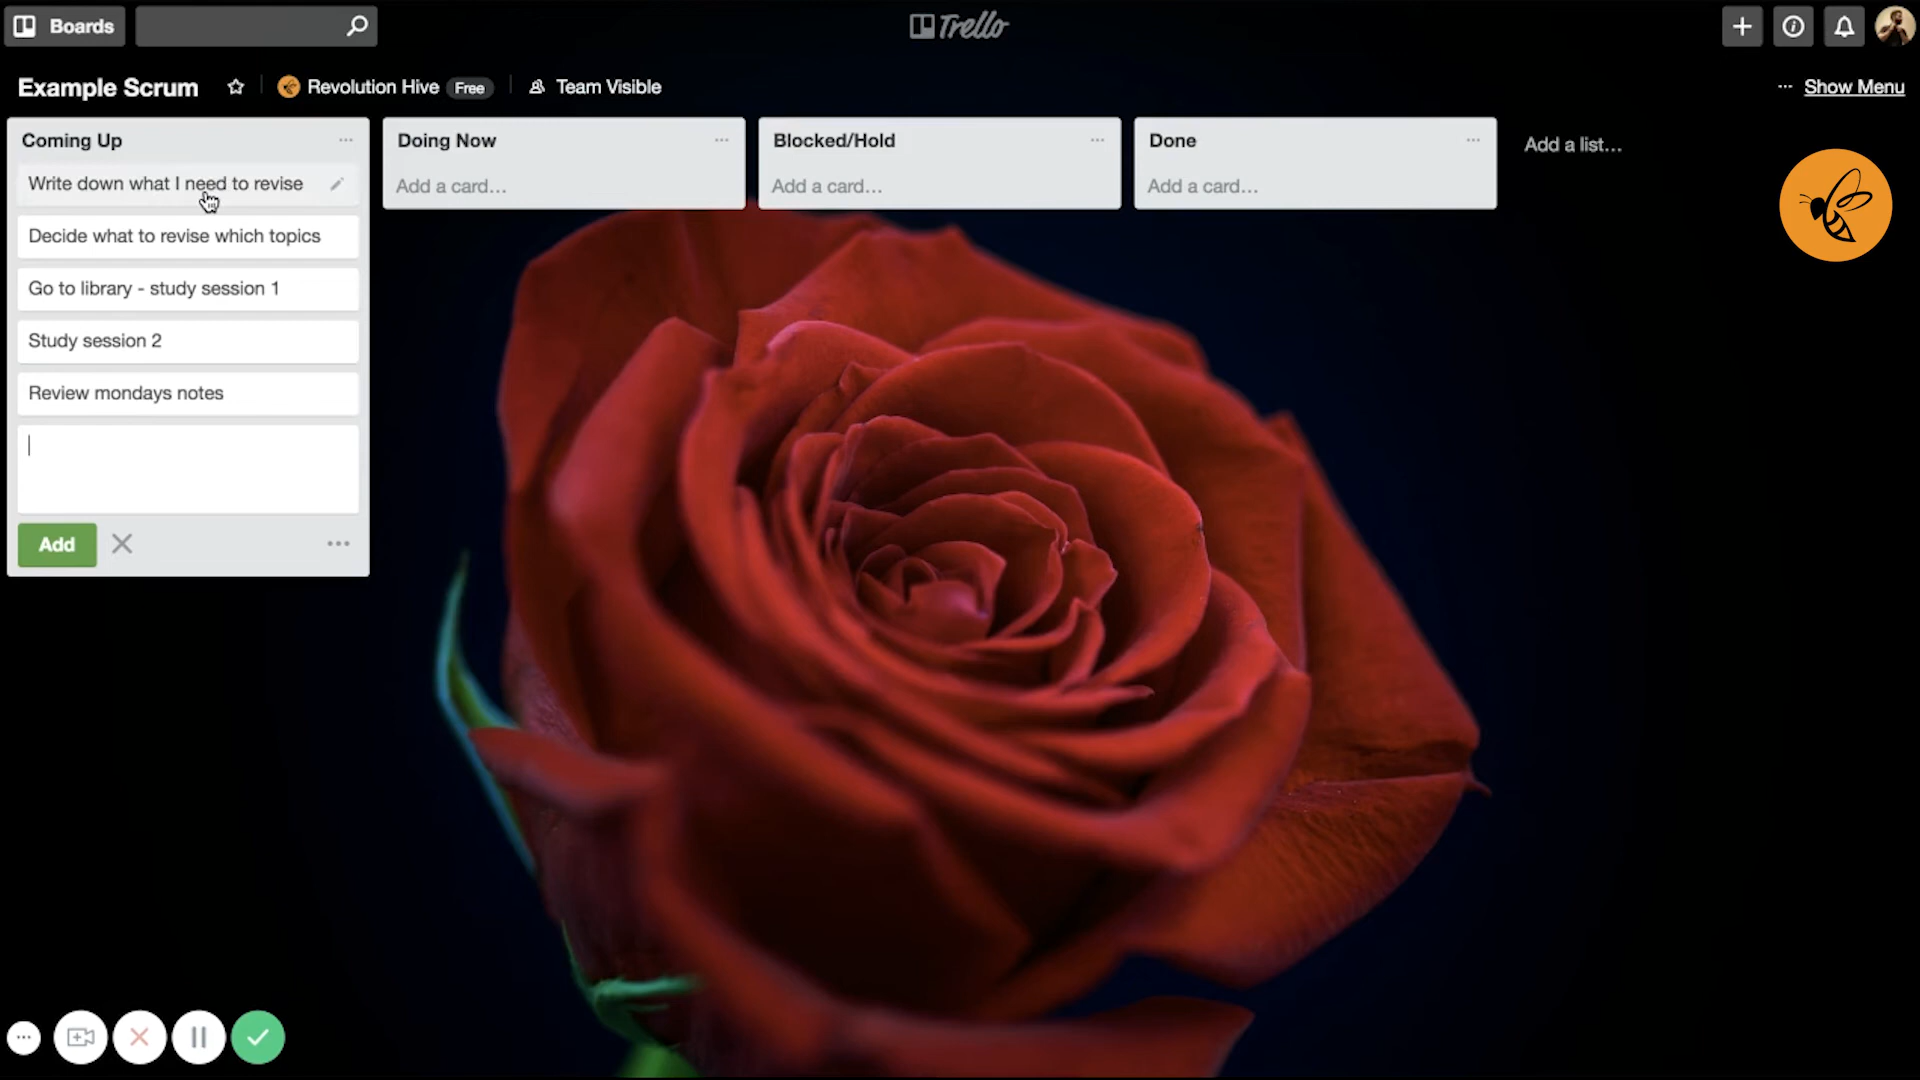 Boards
Trello
Example Scrum
Revolution Hive Free
Team Visible
... Show Menu
Coming Up
Write down what I need to revise
Decide what to revise which topics
Go to library - study session 1
Study session 2
Review mondays notes
Add
Doing Now
Add a card...
Blocked/Hold
Add a card...
Done
Add a card...
Add a list...